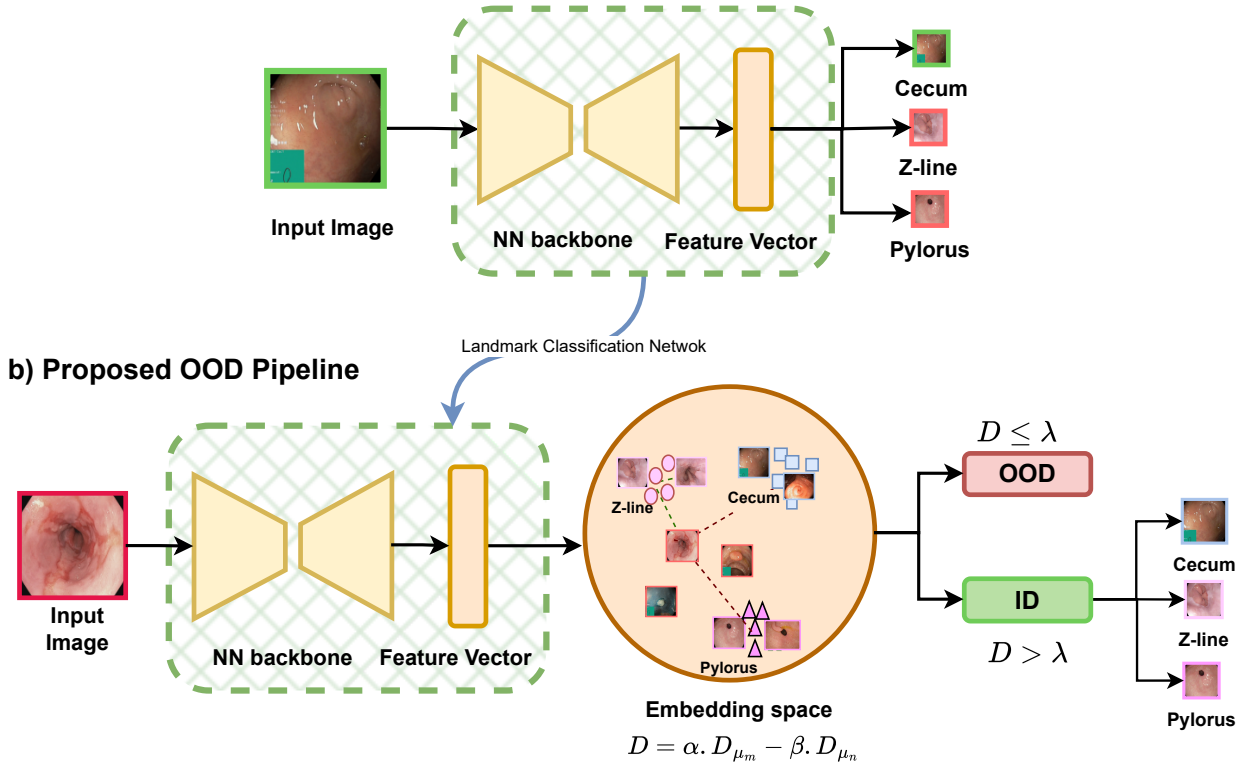 Cecum
Z-line
Pylorus
Input Image
NN backbone
Feature Vector
Landmark Classification Netwok
b) Proposed OOD Pipeline
Input
Image
NN backbone
Feature Vector
Z-line
Cecum
Pylorus
Embedding space
D = α. D_{μ_m} − β. D_{μ_n}
D ≤ λ
OOD
ID
D > λ
Cecum
Z-line
Pylorus